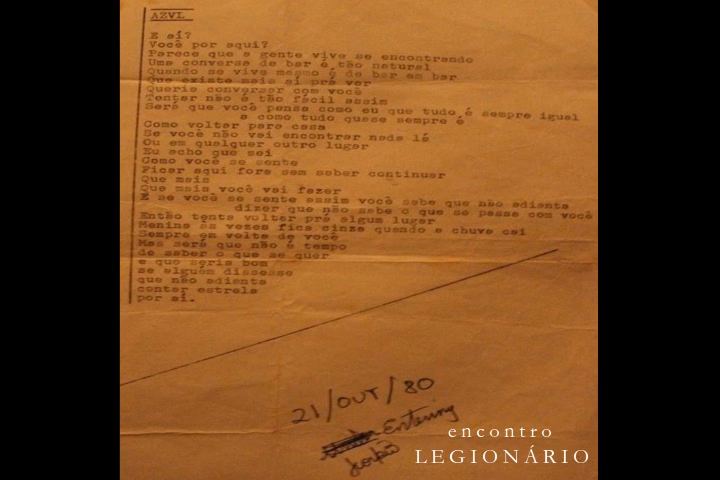 AZUL
E aí?
Você por aqui?
Parece que a gente vive se encontrando
Uma conversa de bar é tão natural
Quando se vive mesmo é de bar em bar
Que existe mais aí prá ver
Queria conversar com você
Tentar não é tão fácil assim
Será que você pensa como eu que tudo é sempre igual
e como tudo quase sempre é
Como voltar para casa
Se você não vai encontrar nada lá
Ou em qualquer outro lugar
Eu acho que sei
Como você se sente
Ficar aqui fora sem saber continuar
Que mais
Que mais você vai fazer
E se você se sente assim você sabe que não adianta
dizer que não sabe o que se passa com você
Então tente voltar prá algum lugar
Menina as vezes fica cinza quando a chuva cai
Sempre em volta de você
Mas será que não é tempo
de saber o que se quer
e que seria bom
se alguém dissesse
que não adianta
contar estrela
por aí.
21/OUT/80
Entering
encontro
LEGIONÁRIO